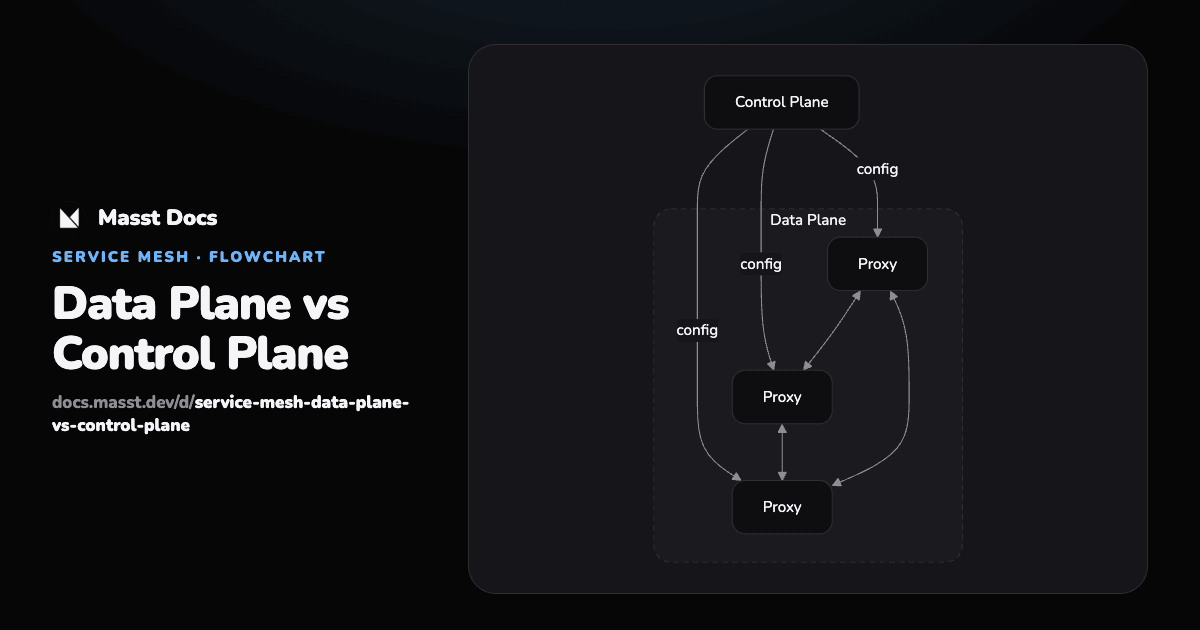 Masst Docs
SERVICE MESH · FLOWCHART
Data Plane vs
Control Plane
docs.masst.dev/d/service-mesh-data-plane-
vs-control-plane
Control Plane
config
Data Plane
config
Proxy
config
Proxy
Proxy